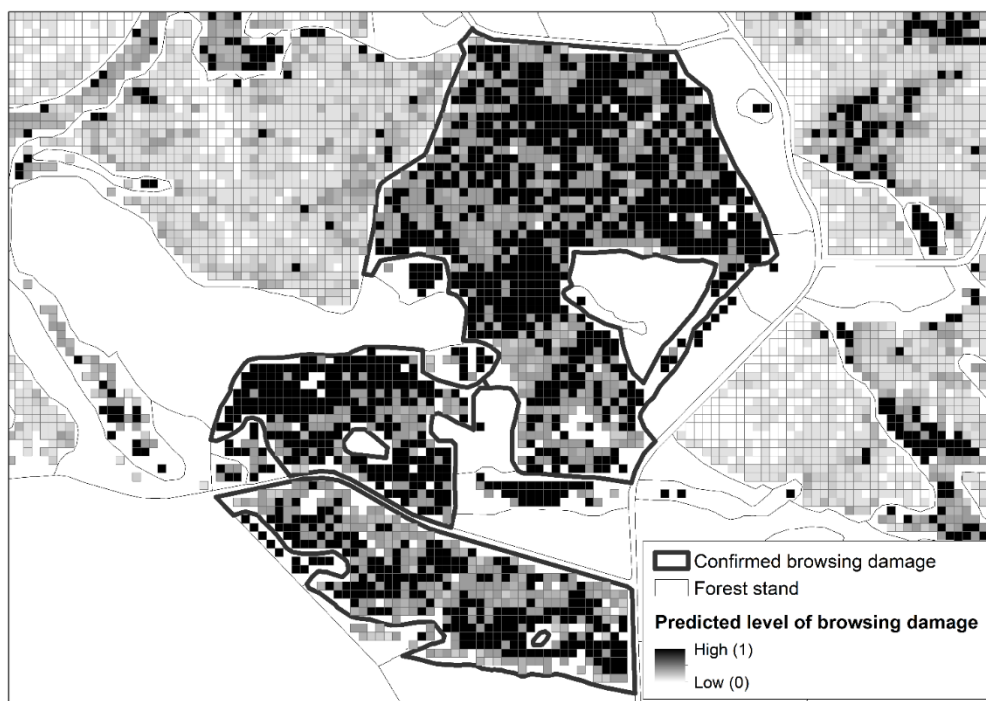 Confirmed browsing damage
Forest stand
Predicted level of browsing damage
High (1)
Low (0)